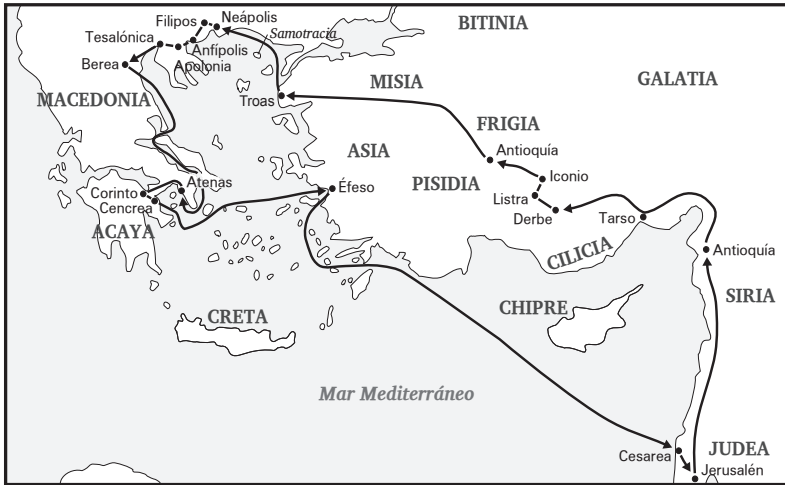 BITINIA
Filipos
Neápolis
Samotracia
Tesalónica
Anfípolis
Apolonia
Berea
MISIA
GALATIA
MACEDONIA
Troas
FRIGIA
ASIA
Antioquía
Iconio
PISIDIA
Atenas
Éfeso
Corinto
Listra
Cencrea
Derbe
Tarso
ACAYA
CILICIA
Antioquía
SIRIA
CHIPRE
CRETA
Mar Mediterráneo
Cesarea
JUDEA
Jerusalén